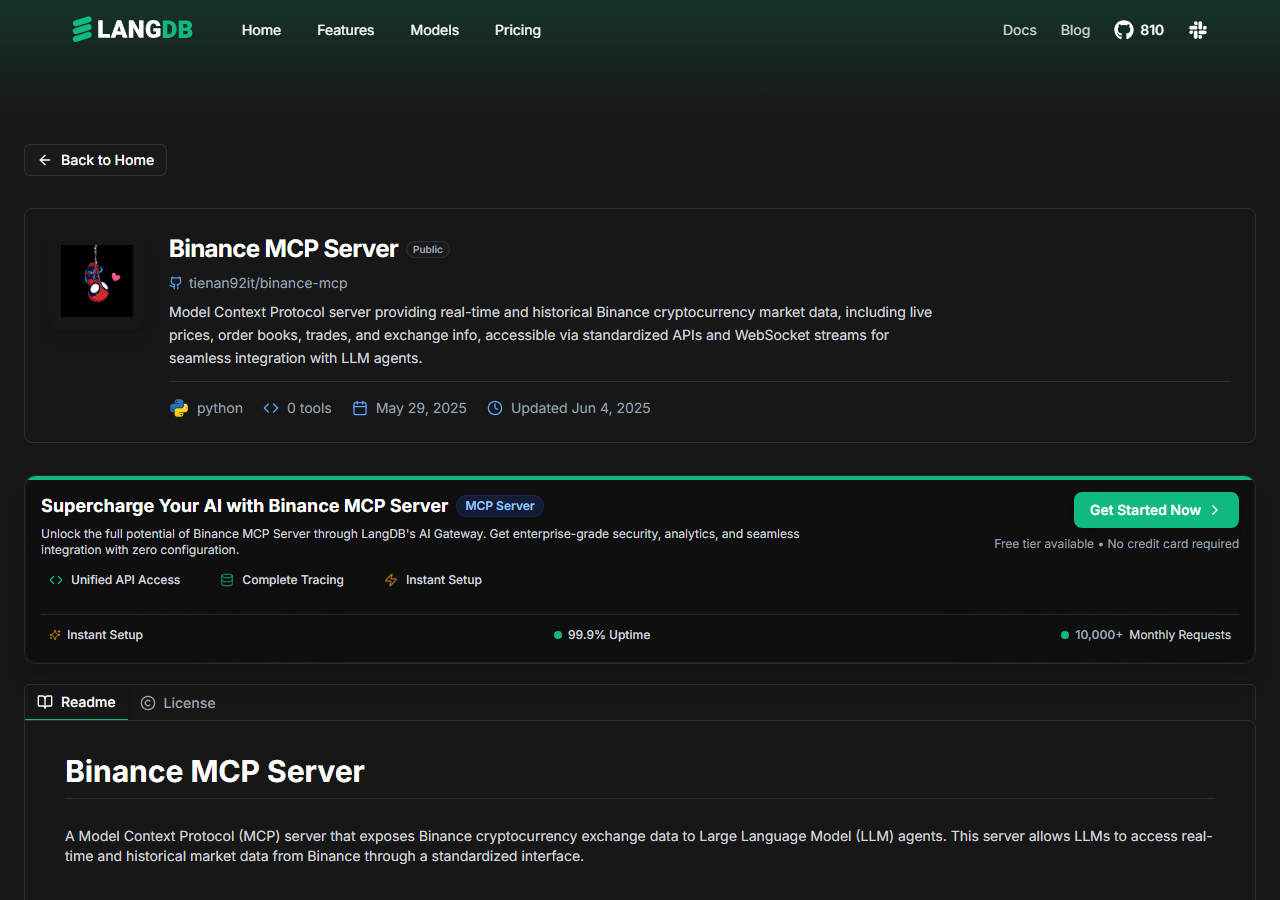 LANGDB
Home Features Models Pricing
Docs Blog 810
Back to Home
Binance MCP Server Public
tienan92it/binance-mcp
Model Context Protocol server providing real-time and historical Binance cryptocurrency market data, including live
prices, order books, trades, and exchange info, accessible via standardized APIs and WebSocket streams for
seamless integration with LLM agents.
python 0 tools May 29, 2025 Updated Jun 4, 2025
Supercharge Your AI with Binance MCP Server MCP Server
Get Started Now
Unlock the full potential of Binance MCP Server through LangDB's AI Gateway. Get enterprise-grade security, analytics, and seamless
integration with zero configuration.
Free tier available • No credit card required
Unified API Access Complete Tracing Instant Setup
Instant Setup 99.9% Uptime 10,000+ Monthly Requests
Readme License
Binance MCP Server
A Model Context Protocol (MCP) server that exposes Binance cryptocurrency exchange data to Large Language Model (LLM) agents. This server allows LLMs to access real-
time and historical market data from Binance through a standardized interface.